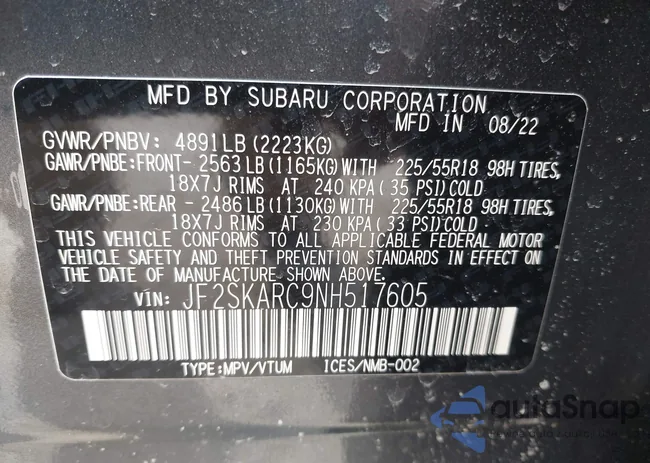 MFD BY SUBARU CORPORATION
MFD IN 08/22
GVWR/PNBV: 4891LB (2223KG)
GAWR/PNBE:FRONT- 2563 LB (1165KG) WITH 225/55R18 98H TIRES,
18X7J RIMS AT 240 KPA (35 PSI) COLD
GAWR/PNBE:REAR - 2486 LB (1130KG) WITH 225/55R18 98H TIRES,
18X7J RIMS AT 230 KPA (33 PSI) COLD
THIS VEHICLE CONFORMS TO ALL APPLICABLE FEDERAL MOTOR
VEHICLE SAFETY AND THEFT PREVENTION STANDARDS IN EFFECT ON
THE DATE OF MANUFACTURE SHOWN ABOVE.
VIN: JF2SKARC9NH517605
TYPE:MPV/VTUM ICES/NMB-002
autoSnap